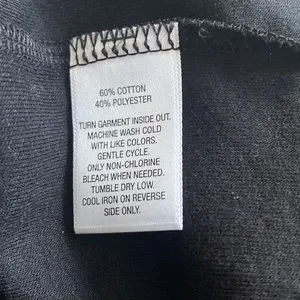 60% COTTON
40% POLYESTER
TURN GARMENT INSIDE OUT.
MACHINE WASH COLD
WITH LIKE COLORS.
GENTLE CYCLE.
ONLY NON-CHLORINE
BLEACH WHEN NEEDED.
TUMBLE DRY LOW.
COOL IRON ON REVERSE
SIDE ONLY.